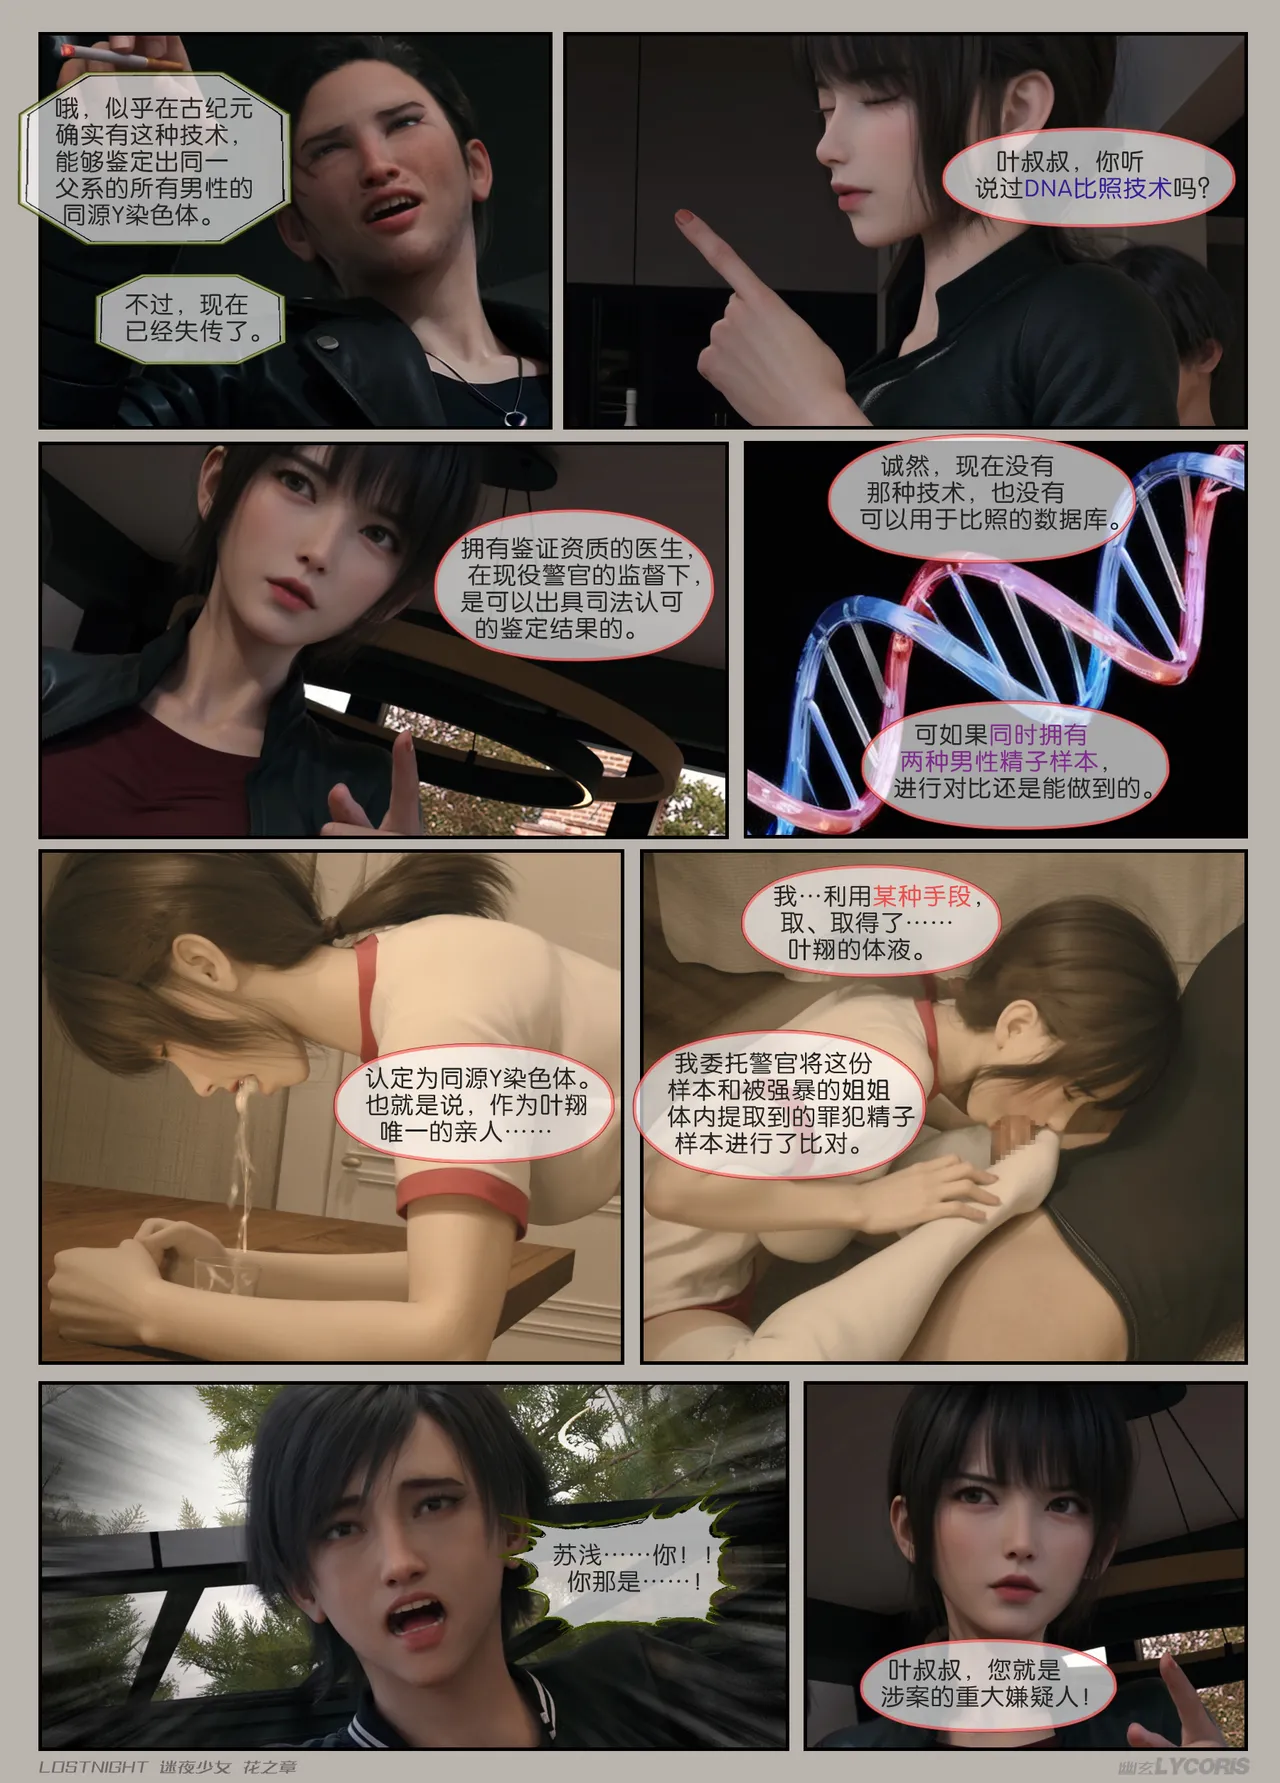 叶叔叔，你听
说过DNA比照技术吗？
哦，似乎在古纪元
确实有这种技术，
能够鉴定出同一
父系的所有男性的
同源Y染色体。
不过，现在
已经失传了。
诚然，现在没有
那种技术，也没有
可以用于比照的数据库。
可如果同时拥有
两种男性精子样本，
进行对比还是能做到的。
拥有鉴证资质的医生，
在现役警官的监督下，
是可以出具司法认可
的鉴定结果的。
我…利用某种手段，
取、取得了……
叶翔的体液。
我委托警官将这份
样本和被强暴的姐姐
体内提取到的罪犯精子
样本进行了比对。
认定为同源Y染色体。
也就是说，作为叶翔
唯一的亲人……
叶叔叔，您就是
涉案的重大嫌疑人！
苏浅……你！！
你那是……！
LOSTNIGHT 迷夜少女 花之章
幽玄LYCORIS